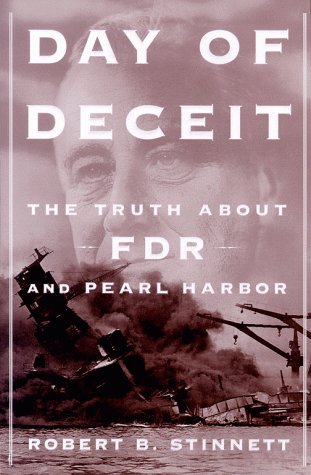 DAY OF
DECEIT
THE TRUTH ABOUT
FDR
AND PEARL HARBOR
ROBERT B. STINNETT